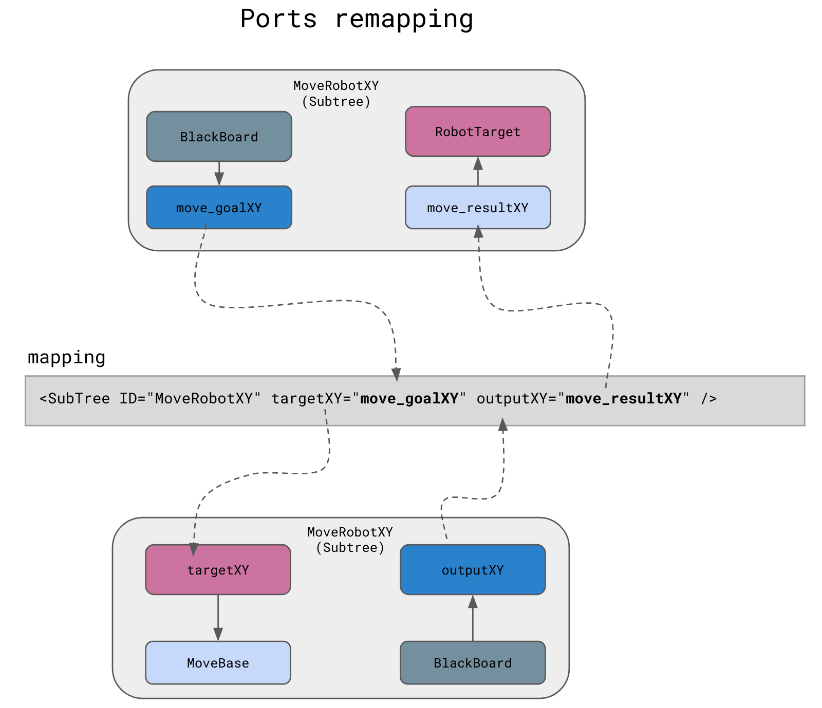 Ports remapping
MoveRobotXY
(Subtree)
BlackBoard
RobotTarget
move_goalXY
move_resultXY
mapping
<SubTree ID="MoveRobotXY" targetXY="move_goalXY" outputXY="move_resultXY" />
MoveRobotXY
(Subtree)
targetXY
outputXY
MoveBase
BlackBoard